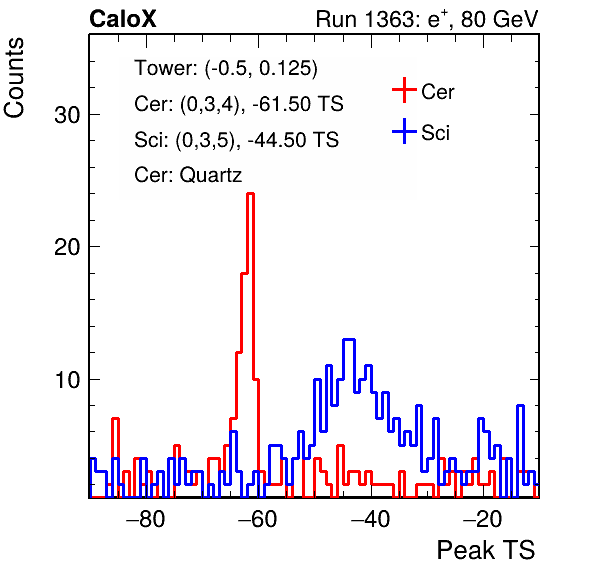 CaloX Run 1363: e⁺, 80 GeV
Counts
Tower: (-0.5, 0.125)
Cer: (0,3,4), -61.50 TS
Sci: (0,3,5), -44.50 TS
Cer: Quartz
Cer
Sci
30
20
10
−80 −60 −40 −20
Peak TS